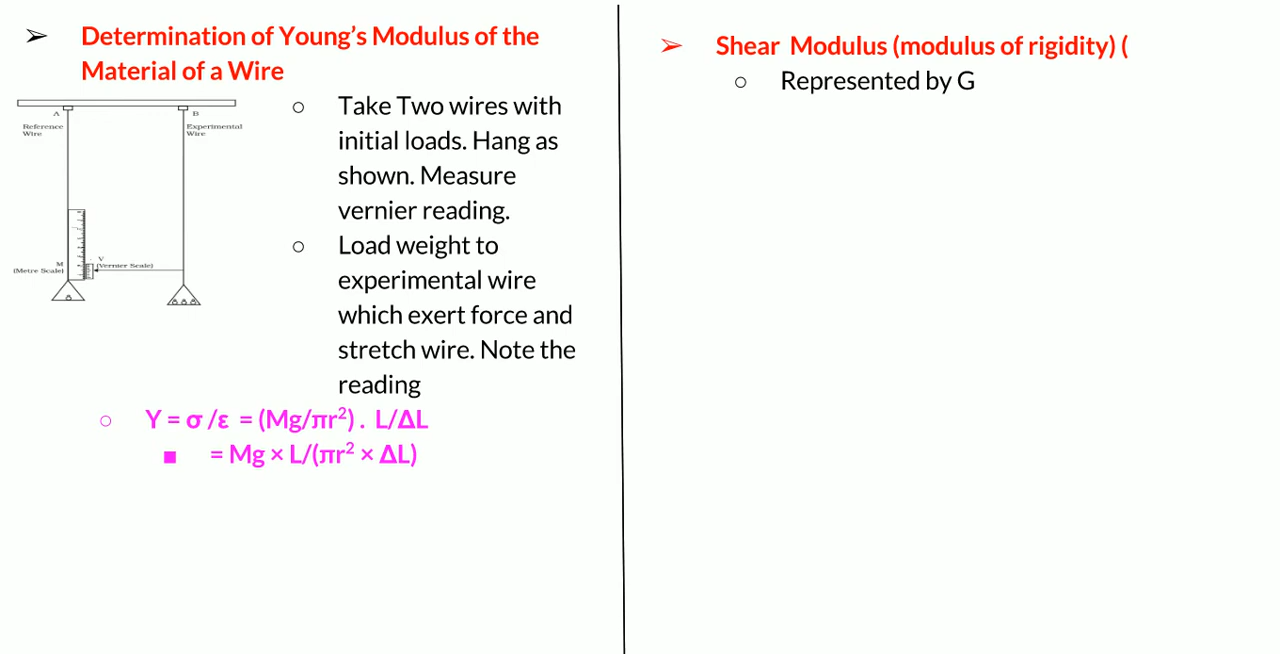 ➢ Determination of Young's Modulus of the
Material of a Wire
A
B
Reference
Wire
Experimental
Wire
M
(Metre Scale)
V
(Vernier Scale)
○ Take Two wires with
initial loads. Hang as
shown. Measure
vernier reading.
○ Load weight to
experimental wire
which exert force and
stretch wire. Note the
reading
○ Y = σ /ε = (Mg/πr²) . L/ΔL
■ = Mg × L/(πr² × ΔL)
➢ Shear Modulus (modulus of rigidity) (
○ Represented by G